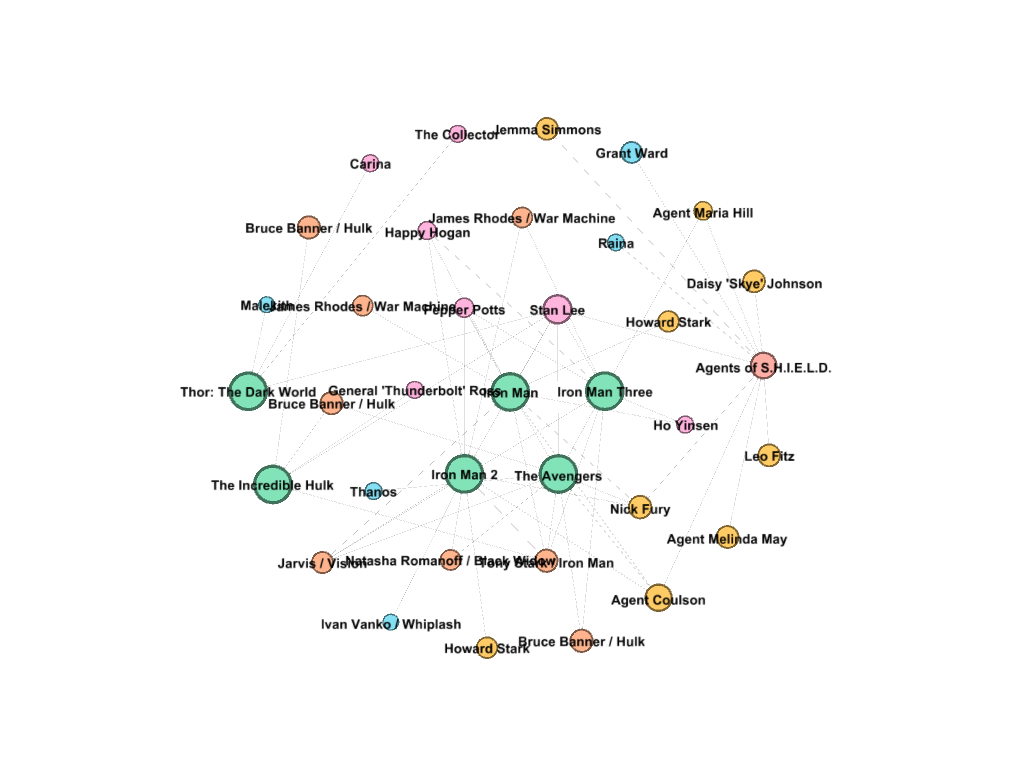 Jemma Simmons
The Collector
Grant Ward
Carina
Agent Maria Hill
James Rhodes / War Machine
Bruce Banner / Hulk
Happy Hogan
Raina
Daisy 'Skye' Johnson
Malekith
James Rhodes / War Machine
Pepper Potts
Stan Lee
Howard Stark
Agents of S.H.I.E.L.D.
Thor: The Dark World
General 'Thunderbolt' Ross
Iron Man
Iron Man Three
Bruce Banner / Hulk
Ho Yinsen
Leo Fitz
Iron Man 2
The Avengers
The Incredible Hulk
Thanos
Nick Fury
Agent Melinda May
Jarvis / Vision
Natasha Romanoff / Black Widow
Tony Stark / Iron Man
Agent Coulson
Ivan Vanko / Whiplash
Howard Stark
Bruce Banner / Hulk